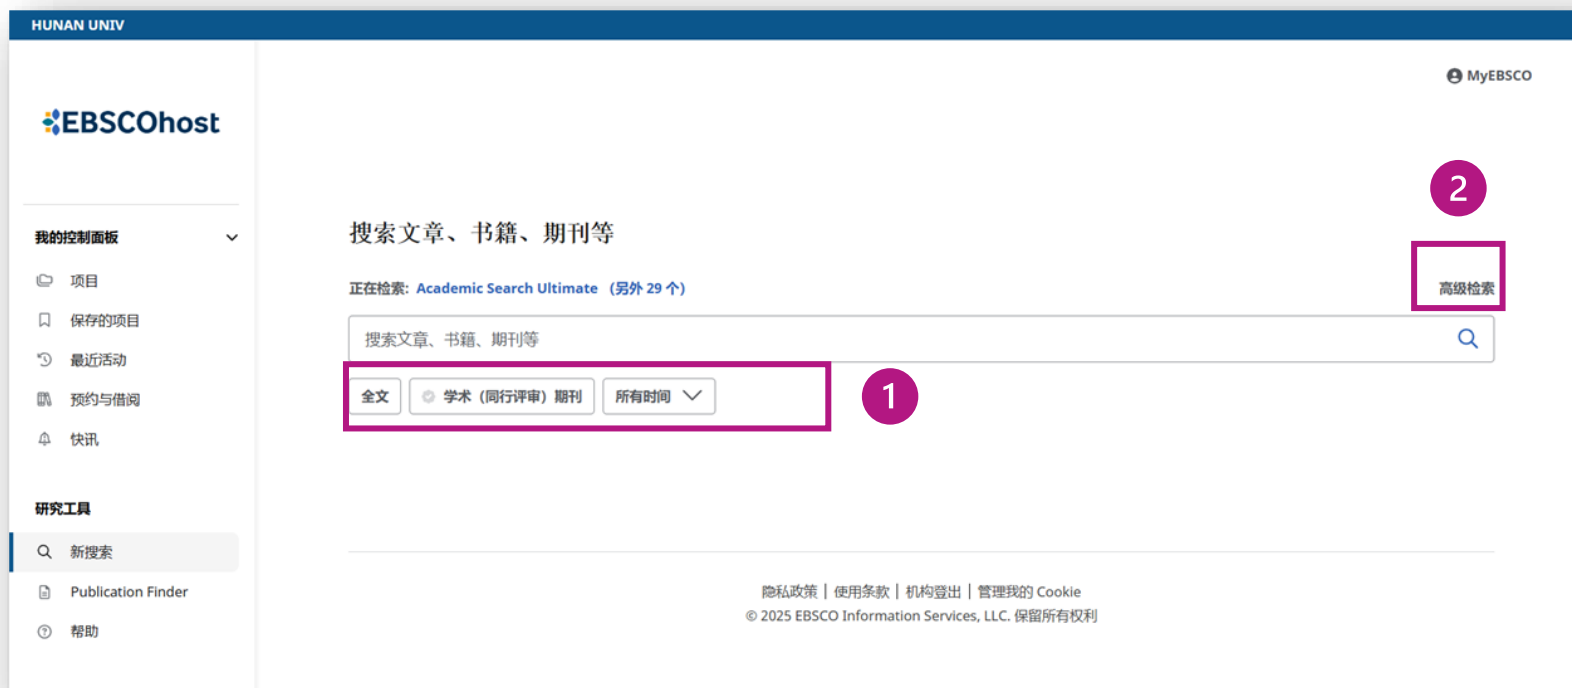 HUNAN UNIV
MyEBSCO
EBSCOhost
2
我的控制面板
搜索文章、书籍、期刊等
项目
正在检索: Academic Search Ultimate （另外 29 个）
高级检索
保存的项目
搜索文章、书籍、期刊等
最近活动
全文
学术（同行评审）期刊
所有时间
1
预约与借阅
快讯
研究工具
新搜索
Publication Finder
隐私政策 | 使用条款 | 机构登出 | 管理我的 Cookie
© 2025 EBSCO Information Services, LLC. 保留所有权利
帮助